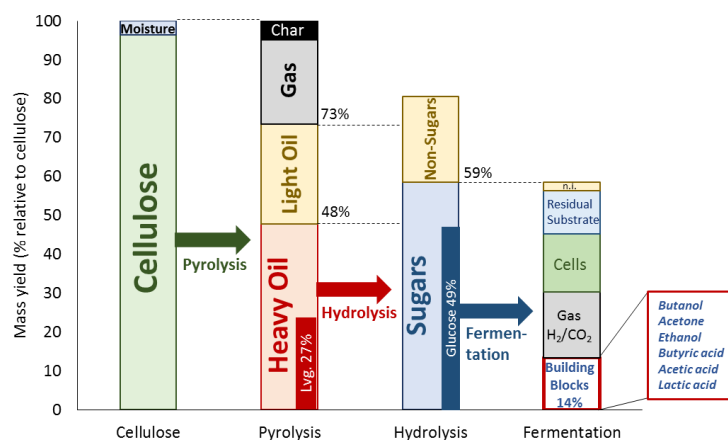 Mass yield (% relative to cellulose)
100
90
80
70
60
50
40
30
20
10
0
Moisture
Cellulose
Pyrolysis
Char
Gas
Light Oil
Heavy Oil
Lvg. 27%
73%
48%
Hydrolysis
Non-Sugars
Sugars
Glucose 49%
59%
Fermen-
tation
n.i.
Residual
Substrate
Cells
Gas
H₂/CO₂
Building
Blocks
14%
Butanol
Acetone
Ethanol
Butyric acid
Acetic acid
Lactic acid
Cellulose
Pyrolysis
Hydrolysis
Fermentation